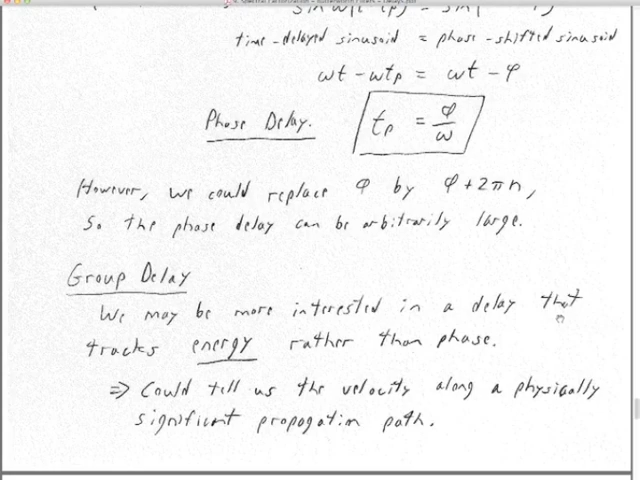 time-delayed sinusoid = phase-shifted sinusoid
ωt - ωtp = ωt - φ
Phase Delay. tp = φ/ω
However, we could replace φ by φ+2πn,
so the phase delay can be arbitrarily large.
Group Delay
We may be more interested in a delay that
tracks energy rather than phase.
⇒ Could tell us the velocity along a physically
significant propagation path.